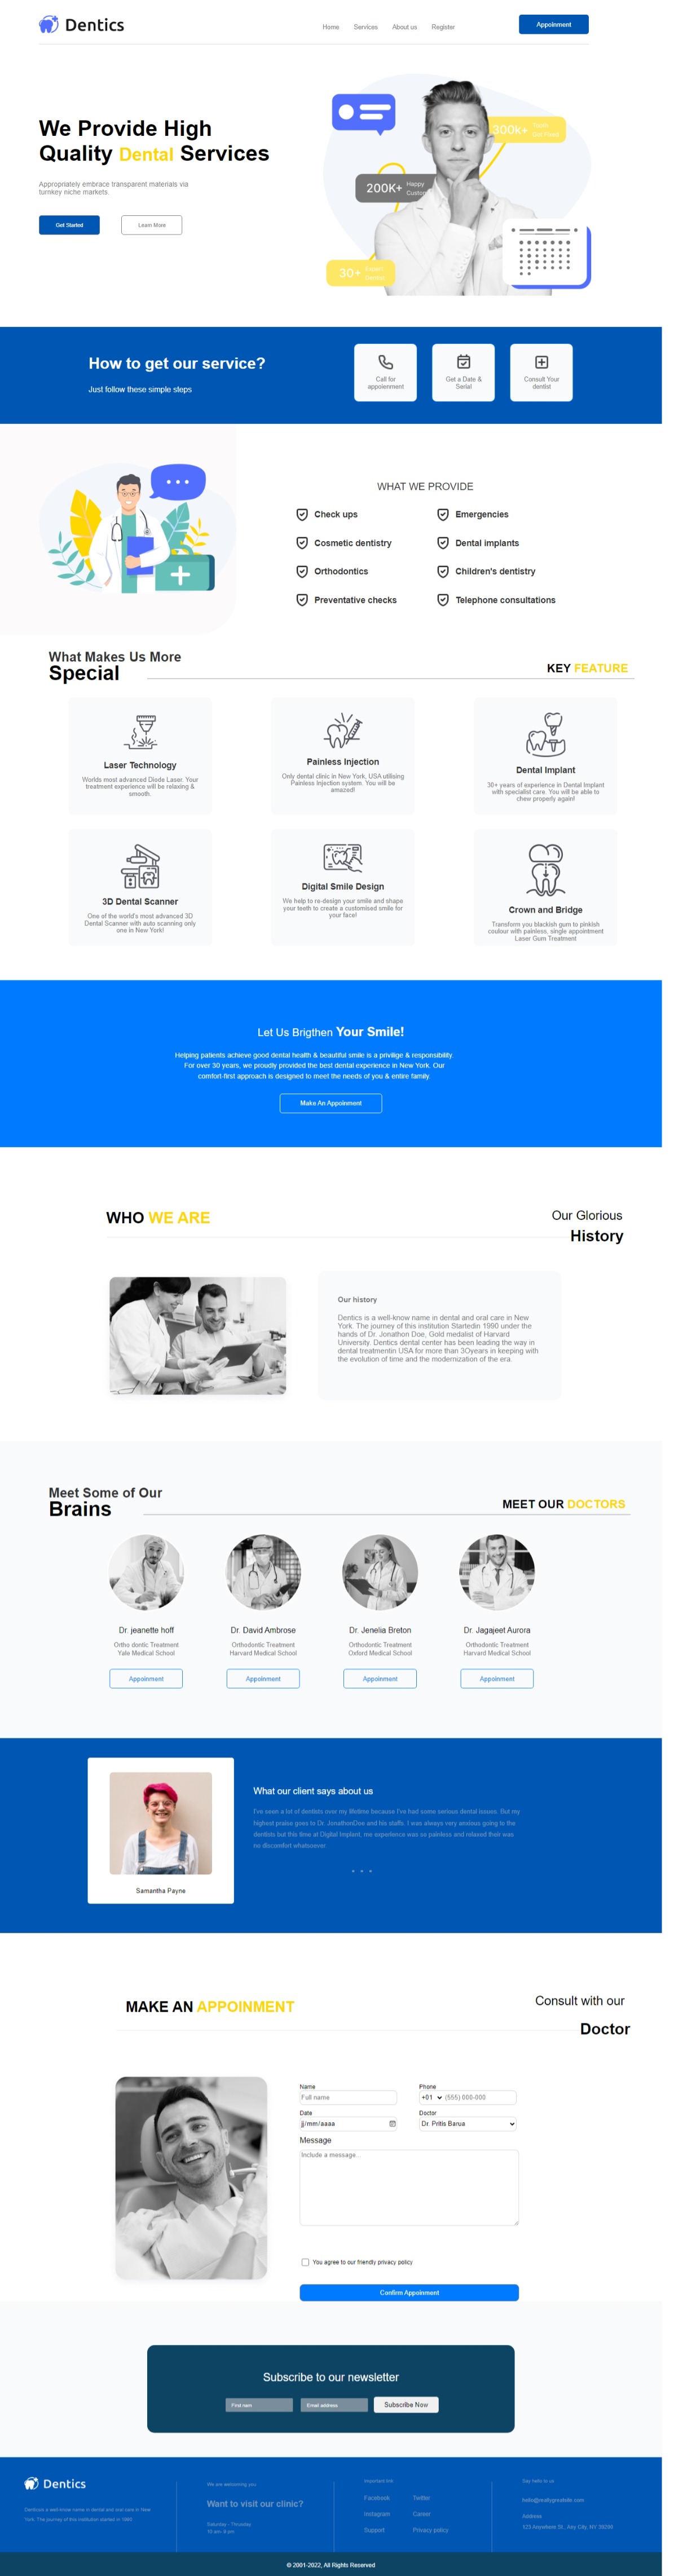 Dentics
Home Services About us Register
Appoinment
We Provide High
Quality Dental Services
Appropriately embrace transparent materials via
turnkey niche markets.
Get Started
Learn More
300k+
200K+ Happy
30+ Expert
How to get our service?
Just follow these simple steps
Call for
appoienment
Get a Date &
Serial
Consult Your
dentist
WHAT WE PROVIDE
Check ups
Emergencies
Cosmetic dentistry
Dental implants
Orthodontics
Children's dentistry
Preventative checks
Telephone consultations
What Makes Us More
Special
KEY FEATURE
Laser Technology
Worlds most advanced Diode Laser. Your
treatment experience will be relaxing &
smooth.
Painless Injection
Only dental clinic in New York, USA utilising
Painless Injection system. You will be
amazed!
Dental Implant
30+ years of experience in Dental Implant
with specialist care. You will be able to
chew properly again!
3D Dental Scanner
One of the world's most advanced 3D
Dental Scanner with auto scanning only
one in New York!
Digital Smile Design
We help to re-design your smile and shape
your teeth to create a customised smile for
your face!
Crown and Bridge
Transform you blackish gum to pinkish
coulour with painless, single appointment
Laser Gum Treatment
Let Us Brigthen Your Smile!
Helping patients achieve good dental health & beautiful smile is a privilige & responsibility.
For over 30 years, we proudly provided the best dental experience in New York. Our
comfort-first approach is designed to meet the needs of you & entire family.
Make An Appoinment
WHO WE ARE
Our Glorious
History
Our history
Dentics is a well-know name in dental and oral care in New
York. The journey of this institution Startedin 1990 under the
hands of Dr. Jonathon Doe, Gold medalist of Harvard
University. Dentics dental center has been leading the way in
dental treatmentin USA for more than 3Oyears in keeping with
the evolution of time and the modernization of the era.
Meet Some of Our
Brains
MEET OUR DOCTORS
Dr. jeanette hoff
Ortho dontic Treatment
Yale Medical School
Appoinment
Dr. David Ambrose
Orthodontic Treatment
Harvard Medical School
Appoinment
Dr. Jenelia Breton
Orthodontic Treatment
Oxford Medical School
Appoinment
Dr. Jagajeet Aurora
Orthodontic Treatment
Harvard Medical School
Appoinment
Samantha Payne
What our client says about us
I've seen a lot of dentists over my lifetime because I've had some serious dental issues. But my
highest praise goes to Dr. JonathonDoe and his staffs. I was always very anxious going to the
dentists but this time at Digital Implant, me experience was so painless and relaxed their was
no discomfort whatsoever.
MAKE AN APPOINMENT
Consult with our
Doctor
Name
Full name
Phone
+01 (555) 000-000
Date
jj/mm/aaaa
Doctor
Dr. Pritis Barua
Message
Include a message...
You agree to our friendly privacy policy
Confirm Appoinment
Subscribe to our newsletter
First nam
Email address
Subscribe Now
Dentics
York. The journey of this institution started in 1990
We are welcoming you
Want to visit our clinic?
Saturday - Thrusday
10 am- 8 pm
Important link
Facebook
Twitter
Instagram
Career
Support
Privacy policy
Say hello to us
hello@reallygreatsite.com
Address
123 Anywhere St., Any City, NY 39200
© 2001-2022, All Rights Reserved